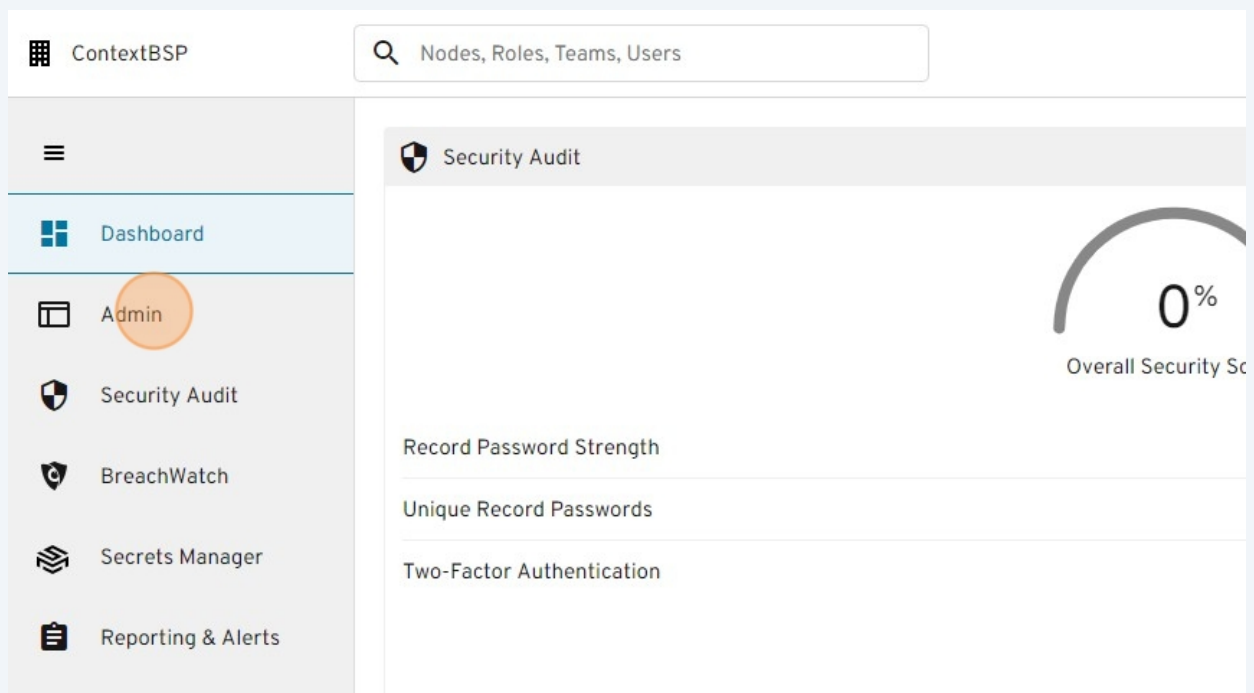 ContextBSP
Nodes, Roles, Teams, Users
Dashboard
Admin
Security Audit
BreachWatch
Secrets Manager
Reporting & Alerts
Security Audit
0%
Overall Security Sc
Record Password Strength
Unique Record Passwords
Two-Factor Authentication